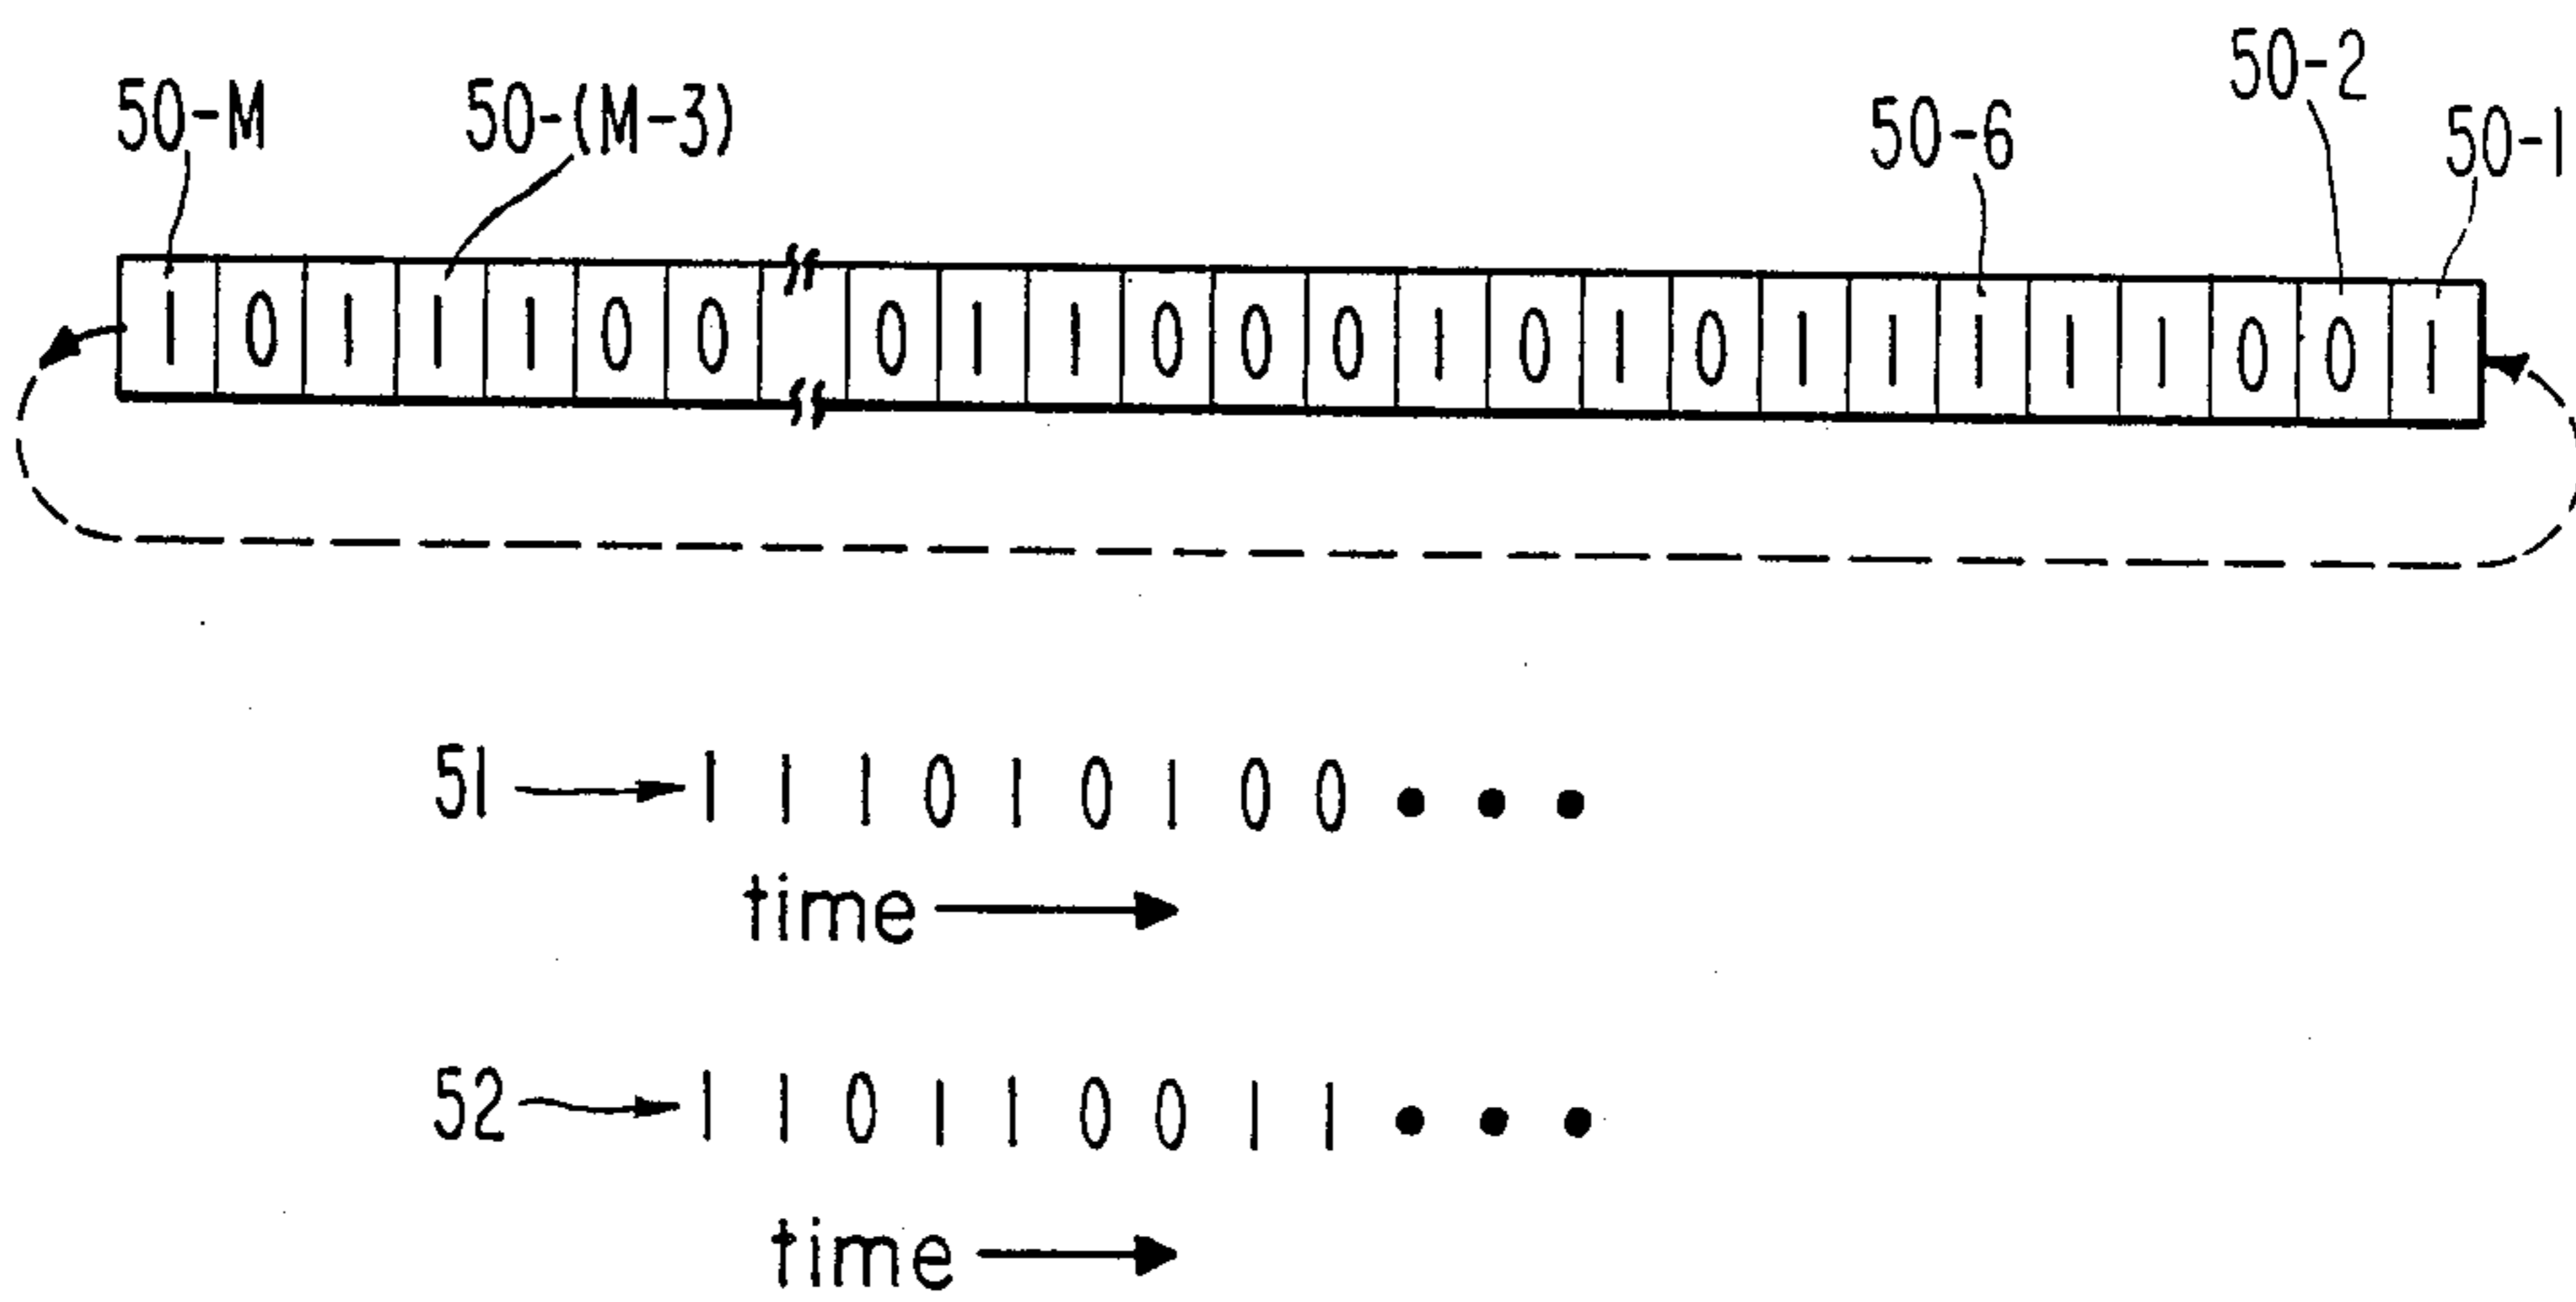 50-M 50-(M-3) 50-6 50-2 50-1
1 0 1 1 1 0 0 0 1 1 0 0 0 1 0 1 0 1 1 1 1 1 0 0 1
51 1 1 1 0 1 0 1 0 0 • • •
time
52 1 1 0 1 1 0 0 1 1 • • •
time